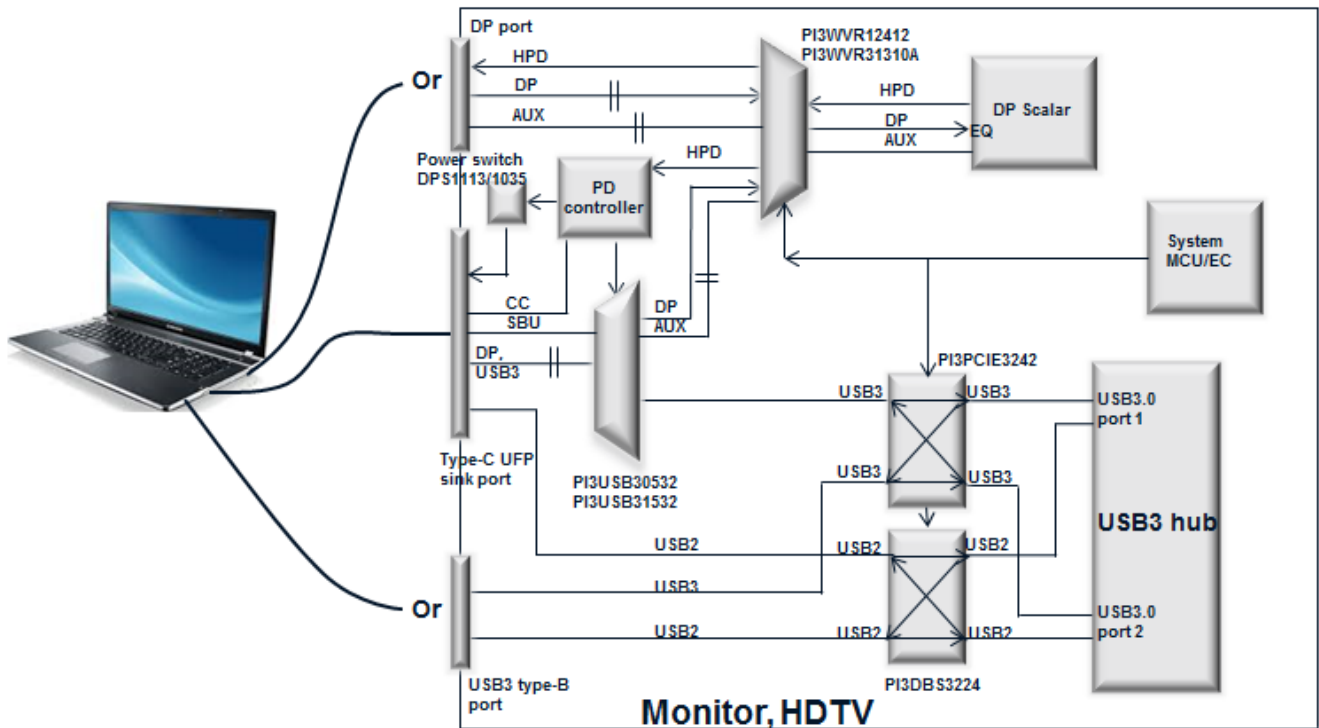 DP port
HPD
Or
DP
AUX
PI3WVR12412
PI3WVR31310A
HPD
DP
EQ
AUX
DP Scalar
Power switch
DPS1113/1035
HPD
PD
controller
System
MCU/EC
CC
SBU
DP,
USB3
DP
AUX
PI3PCIE3242
USB3
USB3
USB3.0
port 1
Type-C UFP
sink port
PI3USB30532
PI3USB31532
USB3
USB3
USB3 hub
USB2
USB2
USB2
Or
USB3
USB3.0
port 2
USB2
USB2
USB2
USB3 type-B
port
PI3DBS3224
Monitor, HDTV